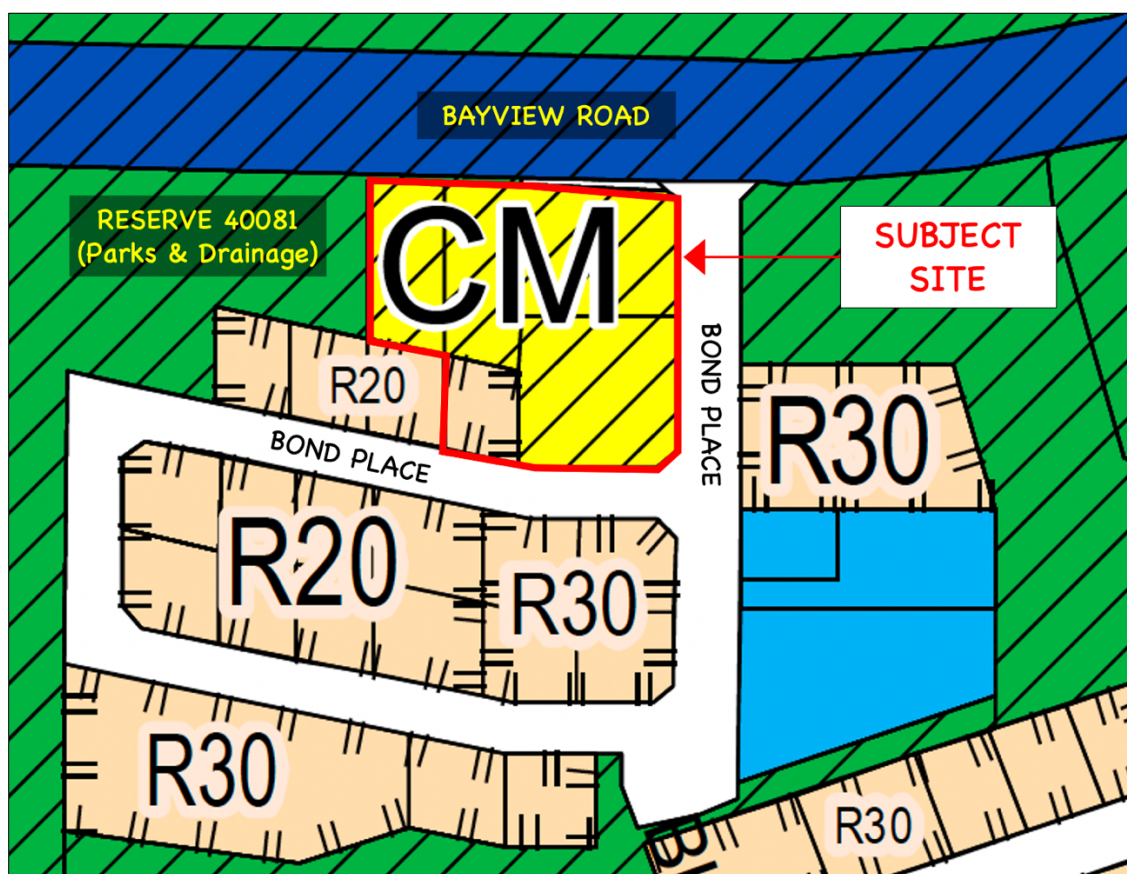 BAYVIEW ROAD
RESERVE 40081
(Parks & Drainage)
CM
SUBJECT
SITE
BOND PLACE
R20
R30
BOND PLACE
R20
R30
R30
R30